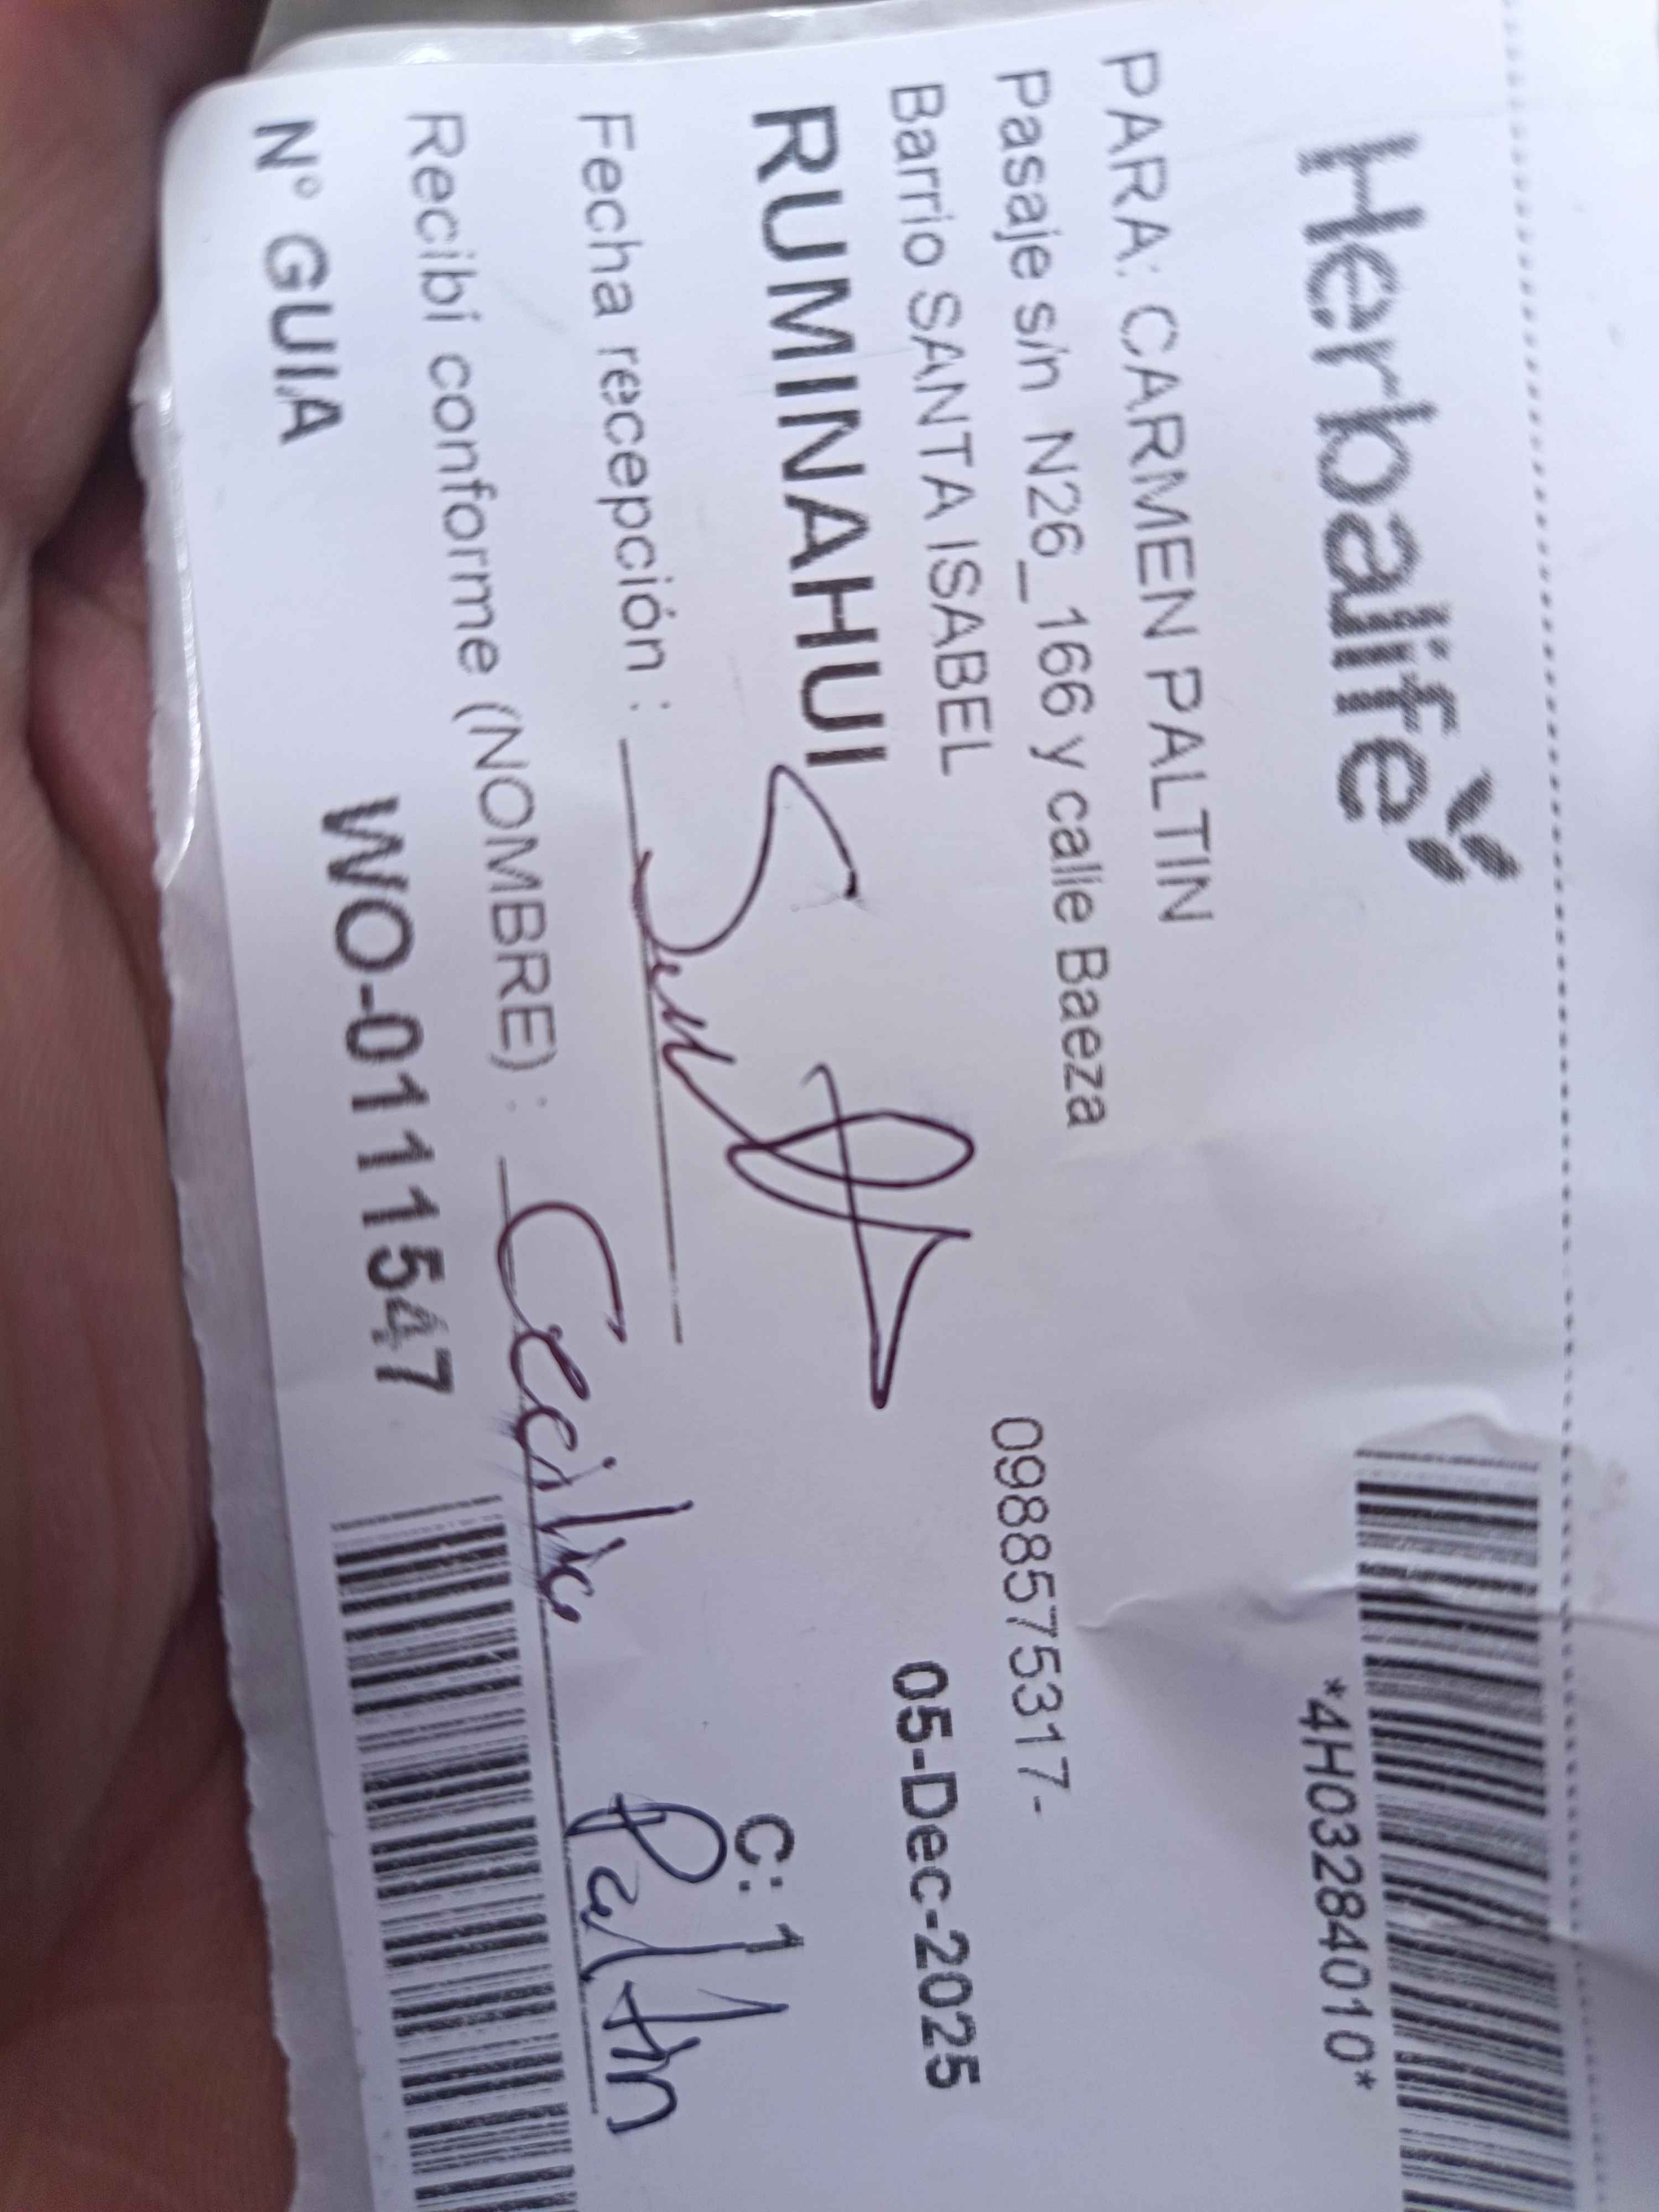 Herbalife
*4H03284010*
PARA: CARMEN PALTIN
Pasaje s/n N26_166 y calle Baeza
0988575317-
Barrio SANTA ISABEL
05-Dec-2025
RUMINAHUI
C: 1
Fecha recepción :
Recibí conforme (NOMBRE) : Cecilia Paltin
N° GUIA WO-0111547